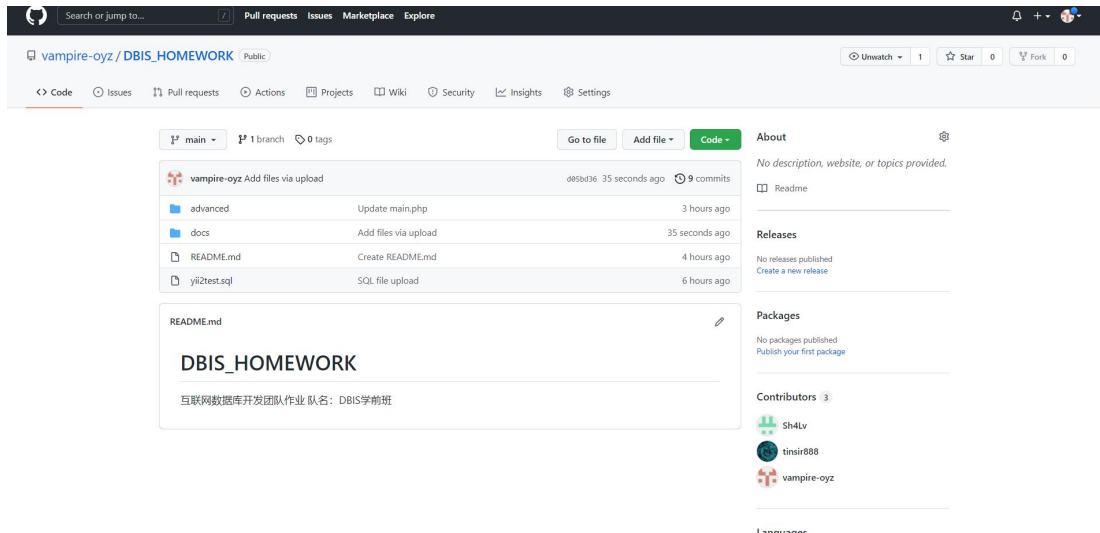 Search or jump to... / Pull requests Issues Marketplace Explore
vampire-oyz / DBIS_HOMEWORK Public
Unwatch 1 Star 0 Fork 0
Code Issues Pull requests Actions Projects Wiki Security Insights Settings
main 1 branch 0 tags Go to file Add file Code
vampire-oyz Add files via upload d05bd36 35 seconds ago 9 commits
advanced Update main.php 3 hours ago
docs Add files via upload 35 seconds ago
README.md Create README.md 4 hours ago
yii2test.sql SQL file upload 6 hours ago
README.md
DBIS_HOMEWORK
互联网数据库开发团队作业 队名：DBIS学前班
About
No description, website, or topics provided.
Readme
Releases
No releases published
Create a new release
Packages
No packages published
Publish your first package
Contributors 3
Sh4Lv
tinsir888
vampire-oyz
Languages